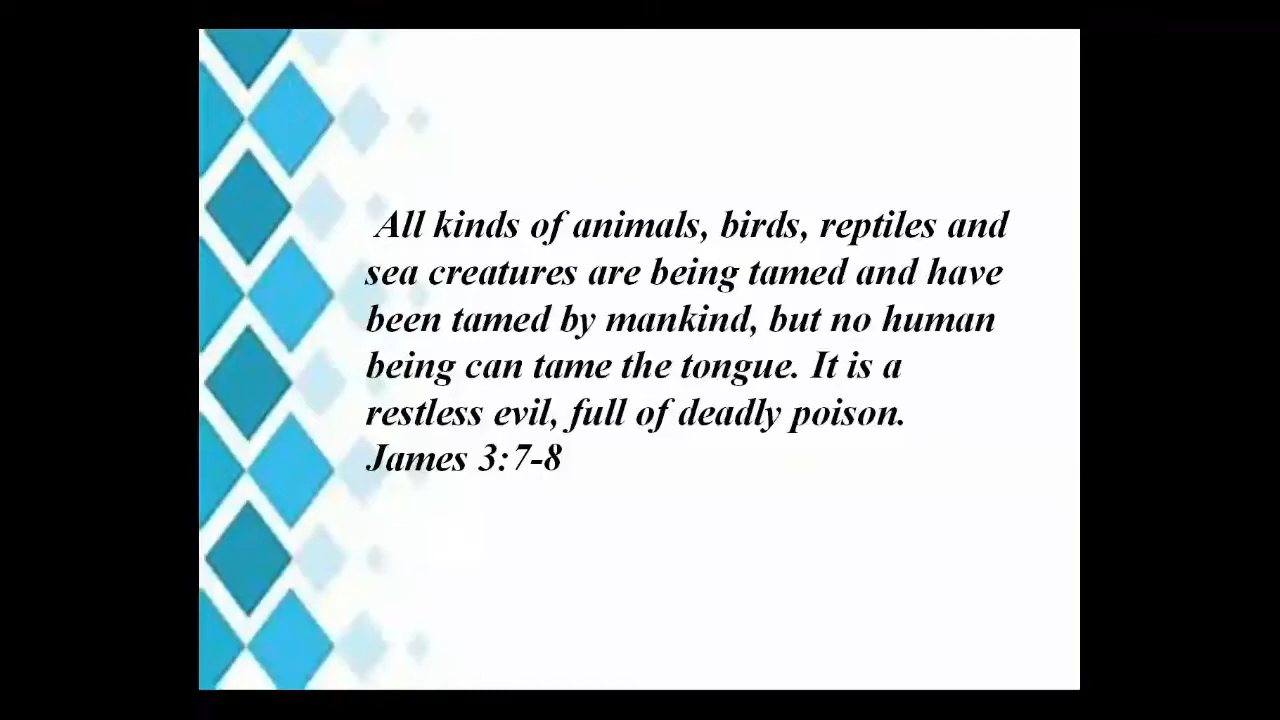 All kinds of animals, birds, reptiles and
sea creatures are being tamed and have
been tamed by mankind, but no human
being can tame the tongue. It is a
restless evil, full of deadly poison.
James 3:7-8